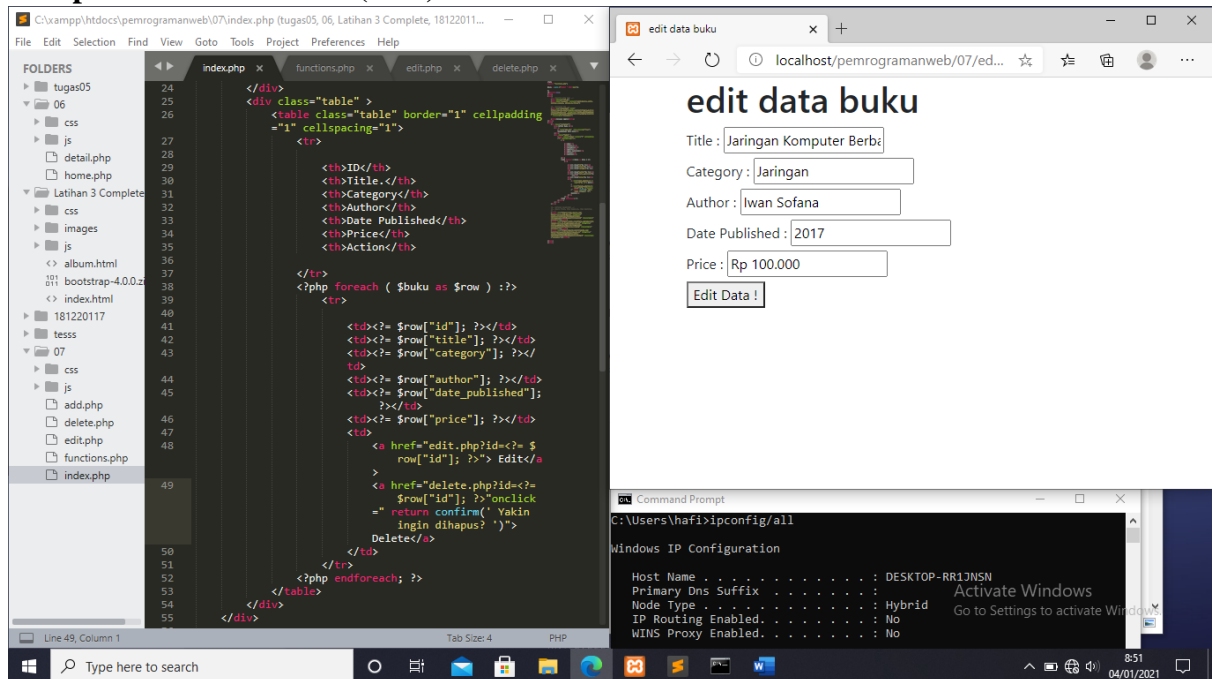 C:\xampp\htdocs\pemrogramanweb\07\index.php (tugas05, 06, Latihan 3 Complete, 18122011...
File Edit Selection Find View Goto Tools Project Preferences Help
FOLDERS
tugas05
06
css
js
detail.php
home.php
Latihan 3 Complete
css
images
js
album.html
bootstrap-4.0.0.zi
index.html
181220117
tesss
07
css
js
add.php
delete.php
edit.php
functions.php
index.php
index.php × functions.php × edit.php × delete.php ×
24 </div>
25 <div class="table" >
26 <table class="table" border="1" cellpadding
="1" cellspacing="1">
27 <tr>
28
29 <th>ID</th>
30 <th>Title.</th>
31 <th>Category</th>
32 <th>Author</th>
33 <th>Date Published</th>
34 <th>Price</th>
35 <th>Action</th>
36
37 </tr>
38 <?php foreach ( $buku as $row ) :?>
39 <tr>
40
41 <td><?= $row["id"]; ?></td>
42 <td><?= $row["title"]; ?></td>
43 <td><?= $row["category"]; ?></
td>
44 <td><?= $row["author"]; ?></td>
45 <td><?= $row["date_published"];
?></td>
46 <td><?= $row["price"]; ?></td>
47 <td>
48 <a href="edit.php?id=<?= $
row["id"]; ?>"> Edit</a
>
49 <a href="delete.php?id=<?=
$row["id"]; ?>"onclick
=" return confirm(' Yakin
ingin dihapus? ')">
Delete</a>
50 </td>
51 </tr>
52 <?php endforeach; ?>
53 </table>
54 </div>
55 </div>
Line 49, Column 1 Tab Size: 4 PHP
edit data buku
localhost/pemrogramanweb/07/ed...
edit data buku
Title : Jaringan Komputer Berba
Category : Jaringan
Author : Iwan Sofana
Date Published : 2017
Price : Rp 100.000
Edit Data !
Command Prompt
C:\Users\hafi>ipconfig/all
Windows IP Configuration
Host Name . . . . . . . . . . . . : DESKTOP-RR1JNSN
Primary Dns Suffix . . . . . . . :
Node Type . . . . . . . . . . . . : Hybrid
IP Routing Enabled. . . . . . . . : No
WINS Proxy Enabled. . . . . . . . : No
Activate Windows
Go to Settings to activate Windows.
Type here to search
8:51
04/01/2021